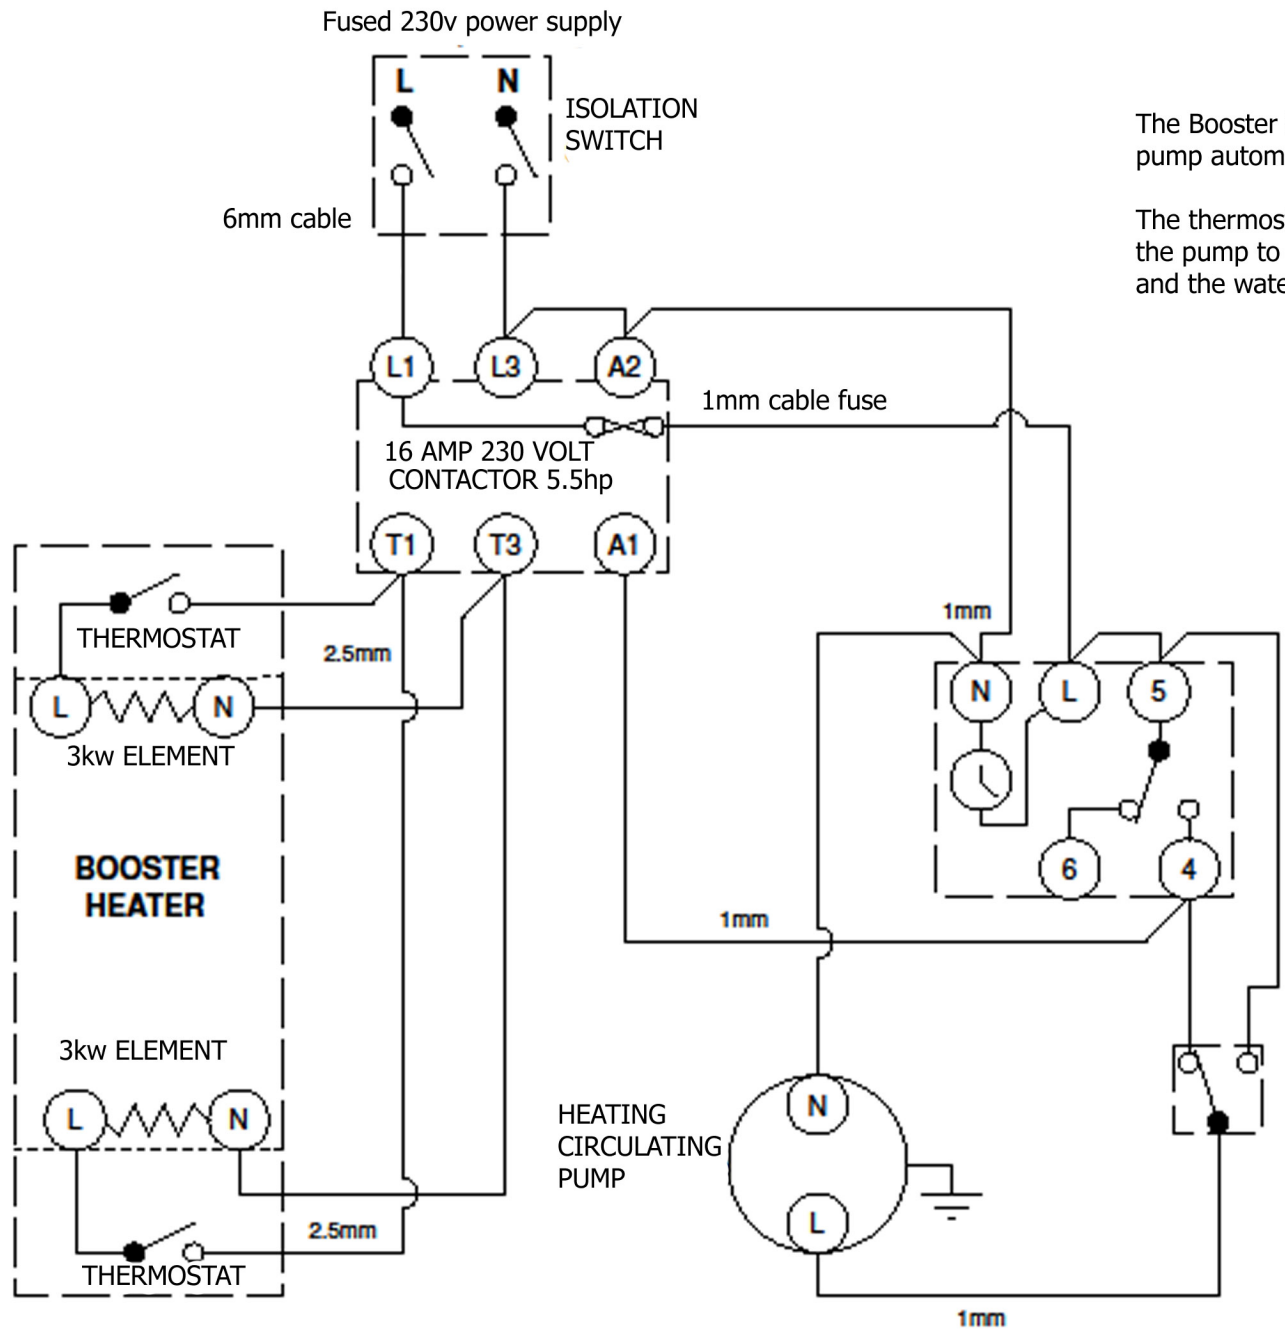 Fused 230v power supply
L N
ISOLATION
SWITCH
6mm cable
The Booster
pump autom
The thermos
the pump to
and the wate
L1 L3 A2
1mm cable fuse
16 AMP 230 VOLT
CONTACTOR 5.5hp
T1 T3 A1
THERMOSTAT
2.5mm
L N
3kw ELEMENT
BOOSTER
HEATER
3kw ELEMENT
L N
2.5mm
THERMOSTAT
1mm
N L 5
6 4
1mm
HEATING
CIRCULATING
PUMP
N
L
1mm